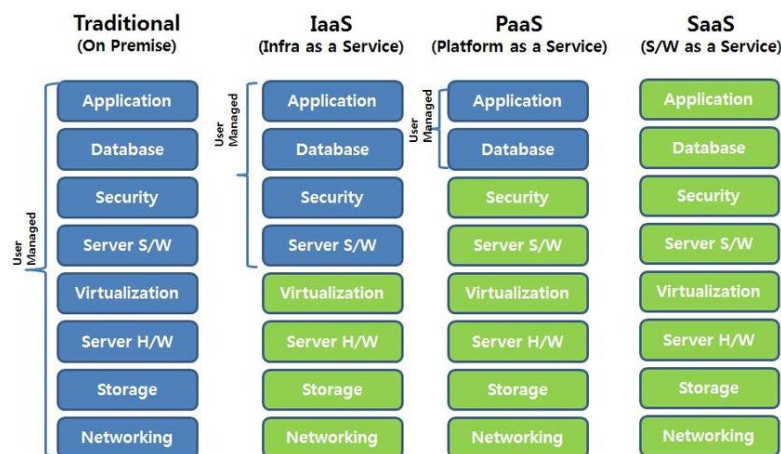 Traditional
(On Premise)
User
Managed
Application
Database
Security
Server S/W
Virtualization
Server H/W
Storage
Networking
IaaS
(Infra as a Service)
User
Managed
Application
Database
Security
Server S/W
Virtualization
Server H/W
Storage
Networking
PaaS
(Platform as a Service)
User
Managed
Application
Database
Security
Server S/W
Virtualization
Server H/W
Storage
Networking
SaaS
(S/W as a Service)
Application
Database
Security
Server S/W
Virtualization
Server H/W
Storage
Networking